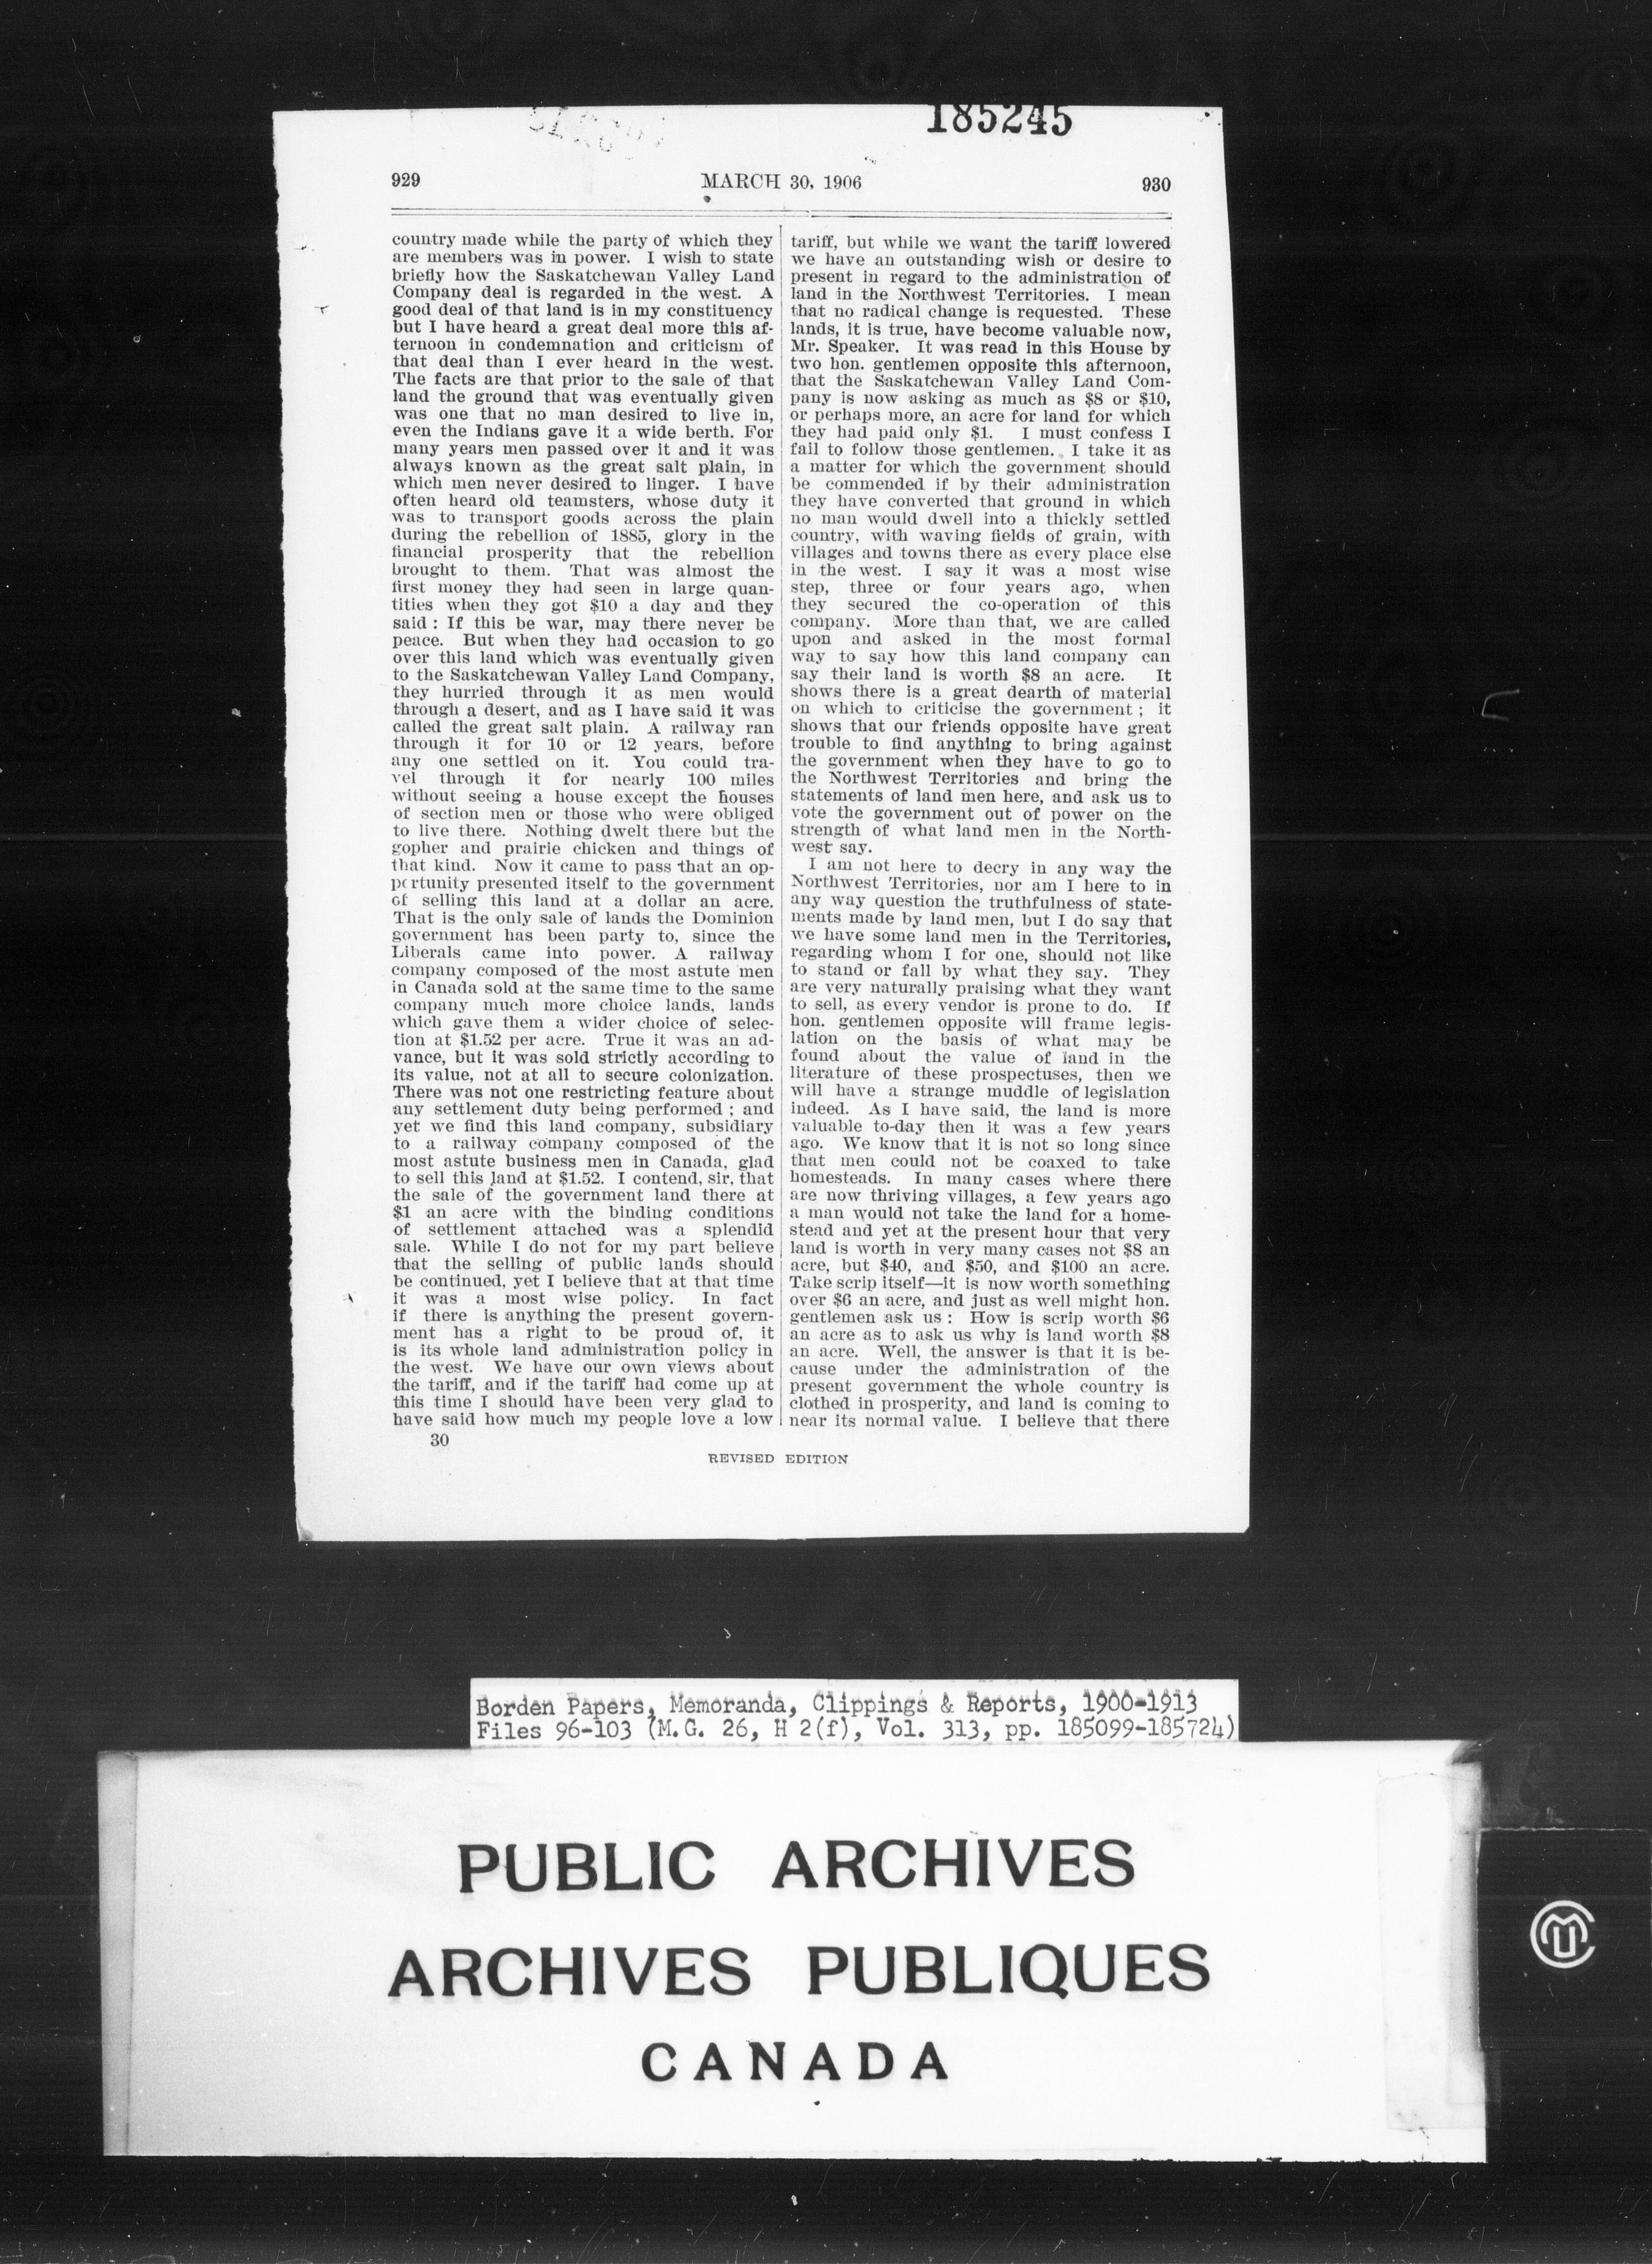 185245
929
MARCH 30, 1906
930
country made while the party of which they
are members was in power. I wish to state
briefly how the Saskatchewan Valley Land
Company deal is regarded in the west. A
good deal of that land is in my constituency
but I have heard a great deal more this af-
ternoon in condemnation and criticism of
that deal than I ever heard in the west.
The facts are that prior to the sale of that
land the ground that was eventually given
was one that no man desired to live in,
even the Indians gave it a wide berth. For
many years men passed over it and it was
always known as the great salt plain, in
which men never desired to linger. I have
often heard old teamsters, whose duty it
was to transport goods across the plain
during the rebellion of 1885, glory in the
financial prosperity that the rebellion
brought to them. That was almost the
first money they had seen in large quan-
tities when they got $10 a day and they
said : If this be war, may there never be
peace. But when they had occasion to go
over this land which was eventually given
to the Saskatchewan Valley Land Company,
they hurried through it as men would
through a desert, and as I have said it was
called the great salt plain. A railway ran
through it for 10 or 12 years, before
any one settled on it. You could tra-
vel through it for nearly 100 miles
without seeing a house except the houses
of section men or those who were obliged
to live there. Nothing dwelt there but the
gopher and prairie chicken and things of
that kind. Now it came to pass that an op-
portunity presented itself to the government
of selling this land at a dollar an acre.
That is the only sale of lands the Dominion
government has been party to, since the
Liberals came into power. A railway
company composed of the most astute men
in Canada sold at the same time to the same
company much more choice lands, lands
which gave them a wider choice of selec-
tion at $1.52 per acre. True it was an ad-
vance, but it was sold strictly according to
its value, not at all to secure colonization.
There was not one restricting feature about
any settlement duty being performed ; and
yet we find this land company, subsidiary
to a railway company composed of the
most astute business men in Canada, glad
to sell this land at $1.52. I contend, sir, that
the sale of the government land there at
$1 an acre with the binding conditions
of settlement attached was a splendid
sale. While I do not for my part believe
that the selling of public lands should
be continued, yet I believe that at that time
it was a most wise policy. In fact
if there is anything the present govern-
ment has a right to be proud of, it
is its whole land administration policy in
the west. We have our own views about
the tariff, and if the tariff had come up at
this time I should have been very glad to
have said how much my people love a low
30
tariff, but while we want the tariff lowered
we have an outstanding wish or desire to
present in regard to the administration of
land in the Northwest Territories. I mean
that no radical change is requested. These
lands, it is true, have become valuable now,
Mr. Speaker. It was read in this House by
two hon. gentlemen opposite this afternoon,
that the Saskatchewan Valley Land Com-
pany is now asking as much as $8 or $10,
or perhaps more, an acre for land for which
they had paid only $1. I must confess I
fail to follow those gentlemen. I take it as
a matter for which the government should
be commended if by their administration
they have converted that ground in which
no man would dwell into a thickly settled
country, with waving fields of grain, with
villages and towns there as every place else
in the west. I say it was a most wise
step, three or four years ago, when
they secured the co-operation of this
company. More than that, we are called
upon and asked in the most formal
way to say how this land company can
say their land is worth $8 an acre. It
shows there is a great dearth of material
on which to criticise the government ; it
shows that our friends opposite have great
trouble to find anything to bring against
the government when they have to go to
the Northwest Territories and bring the
statements of land men here, and ask us to
vote the government out of power on the
strength of what land men in the North-
west say.
I am not here to decry in any way the
Northwest Territories, nor am I here to in
any way question the truthfulness of state-
ments made by land men, but I do say that
we have some land men in the Territories,
regarding whom I for one, should not like
to stand or fall by what they say. They
are very naturally praising what they want
to sell, as every vendor is prone to do. If
hon. gentlemen opposite will frame legis-
lation on the basis of what may be
found about the value of land in the
literature of these prospectuses, then we
will have a strange muddle of legislation
indeed. As I have said, the land is more
valuable to-day then it was a few years
ago. We know that it is not so long since
that men could not be coaxed to take
homesteads. In many cases where there
are now thriving villages, a few years ago
a man would not take the land for a home-
stead and yet at the present hour that very
land is worth in very many cases not $8 an
acre, but $40, and $50, and $100 an acre.
Take scrip itself—it is now worth something
over $6 an acre, and just as well might hon.
gentlemen ask us : How is scrip worth $6
an acre as to ask us why is land worth $8
an acre. Well, the answer is that it is be-
cause under the administration of the
present government the whole country is
clothed in prosperity, and land is coming to
near its normal value. I believe that there
REVISED EDITION
Borden Papers, Memoranda, Clippings & Reports, 1900-1913
Files 96-103 (M.G. 26, H 2(f), Vol. 313, pp. 185099-185724)
PUBLIC ARCHIVES
ARCHIVES PUBLIQUES
CANADA